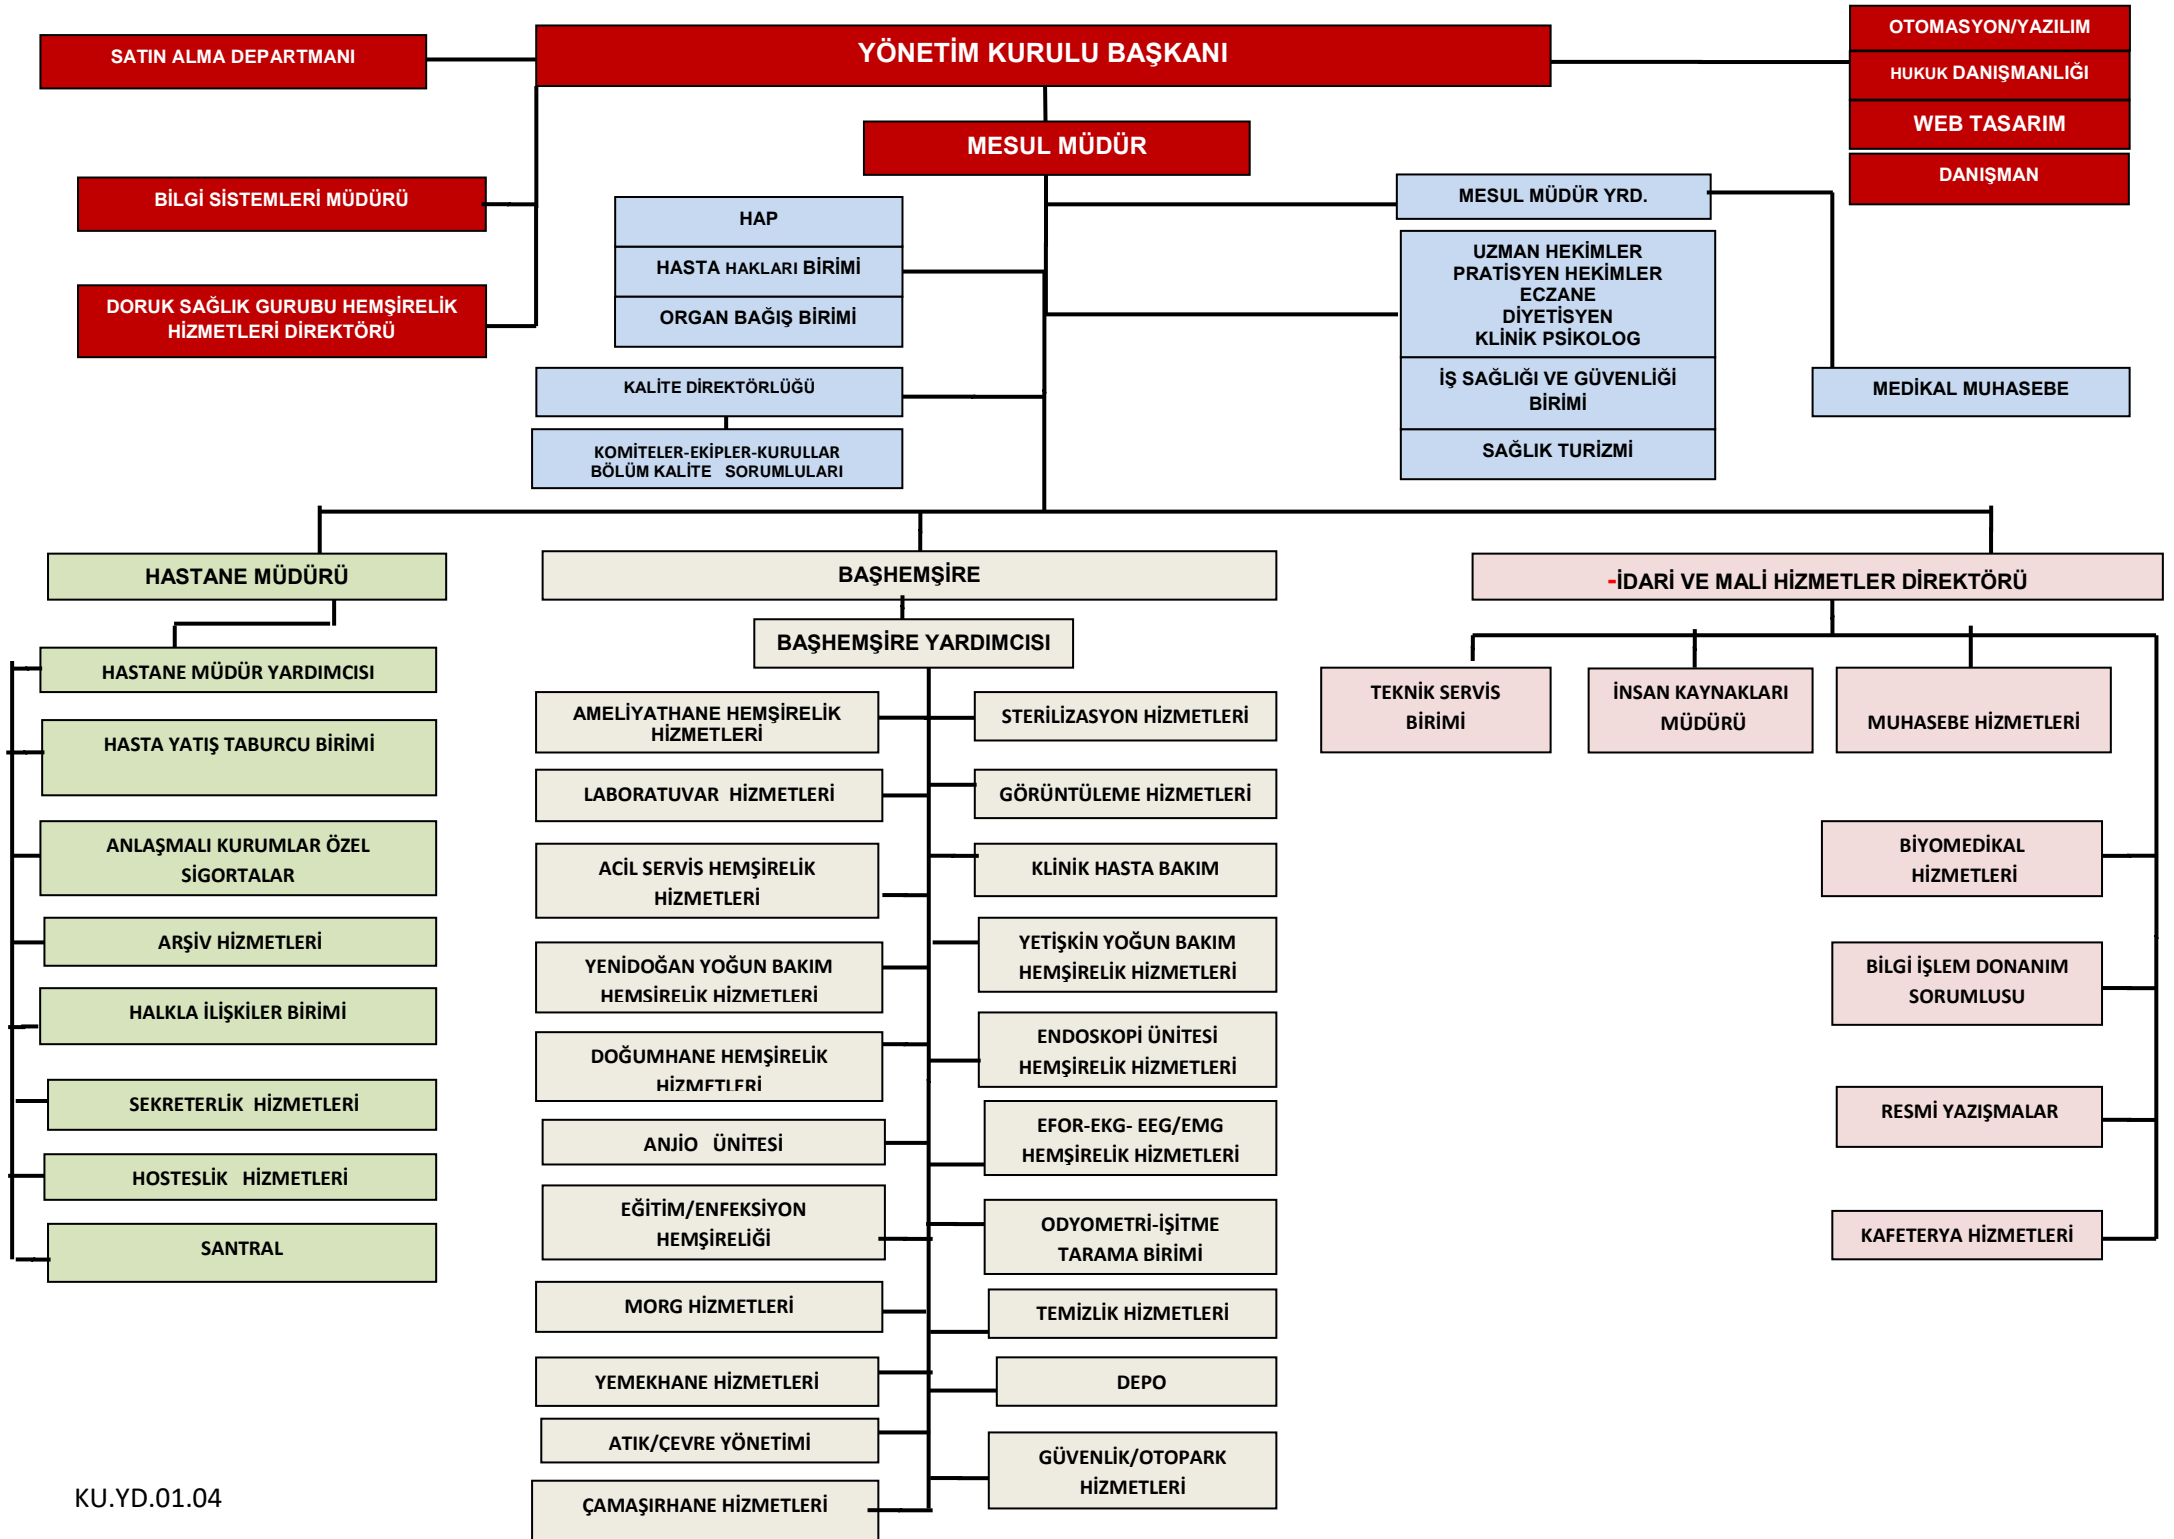 SATIN ALMA DEPARTMANI
YÖNETİM KURULU BAŞKANI
OTOMASYON/YAZILIM
HUKUK DANIŞMANLIĞI
WEB TASARIM
DANIŞMAN
MESUL MÜDÜR
BİLGİ SİSTEMLERİ MÜDÜRÜ
DORUK SAĞLIK GURUBU HEMŞİRELİK
HİZMETLERİ DİREKTÖRÜ
HAP
HASTA HAKLARI BİRİMİ
ORGAN BAĞIŞ BİRİMİ
KALİTE DİREKTÖRLÜĞÜ
KOMİTELER-EKİPLER-KURULLAR
BÖLÜM KALİTE SORUMLULARI
MESUL MÜDÜR YRD.
UZMAN HEKİMLER
PRATİSYEN HEKİMLER
ECZANE
DİYETİSYEN
KLİNİK PSİKOLOG
İŞ SAĞLIĞI VE GÜVENLİĞİ
BİRİMİ
SAĞLIK TURİZMİ
MEDİKAL MUHASEBE
HASTANE MÜDÜRÜ
HASTANE MÜDÜR YARDIMCISI
HASTA YATIŞ TABURCU BİRİMİ
ANLAŞMALI KURUMLAR ÖZEL
SİGORTALAR
ARŞİV HİZMETLERİ
HALKLA İLİŞKİLER BİRİMİ
SEKRETERLİK HİZMETLERİ
HOSTESLİK HİZMETLERİ
SANTRAL
BAŞHEMŞİRE
BAŞHEMŞİRE YARDIMCISI
AMELİYATHANE HEMŞİRELİK
HİZMETLERİ
STERİLİZASYON HİZMETLERİ
LABORATUVAR HİZMETLERİ
GÖRÜNTÜLEME HİZMETLERİ
ACİL SERVİS HEMŞİRELİK
HİZMETLERİ
KLİNİK HASTA BAKIM
YENİDOĞAN YOĞUN BAKIM
HEMŞİRELİK HİZMETLERİ
YETİŞKİN YOĞUN BAKIM
HEMŞİRELİK HİZMETLERİ
DOĞUMHANE HEMŞİRELİK
HİZMETLERİ
ENDOSKOPİ ÜNİTESİ
HEMŞİRELİK HİZMETLERİ
ANJİO ÜNİTESİ
EFOR-EKG- EEG/EMG
HEMŞİRELİK HİZMETLERİ
EĞİTİM/ENFEKSİYON
HEMŞİRELİĞİ
ODYOMETRİ-İŞİTME
TARAMA BİRİMİ
MORG HİZMETLERİ
TEMİZLİK HİZMETLERİ
YEMEKHANE HİZMETLERİ
DEPO
ATIK/ÇEVRE YÖNETİMİ
GÜVENLİK/OTOPARK
HİZMETLERİ
ÇAMAŞIRHANE HİZMETLERİ
-İDARİ VE MALİ HİZMETLER DİREKTÖRÜ
TEKNİK SERVİS
BİRİMİ
İNSAN KAYNAKLARI
MÜDÜRÜ
MUHASEBE HİZMETLERİ
BİYOMEDİKAL
HİZMETLERİ
BİLGİ İŞLEM DONANIM
SORUMLUSU
RESMİ YAZIŞMALAR
KAFETERYA HİZMETLERİ
KU.YD.01.04